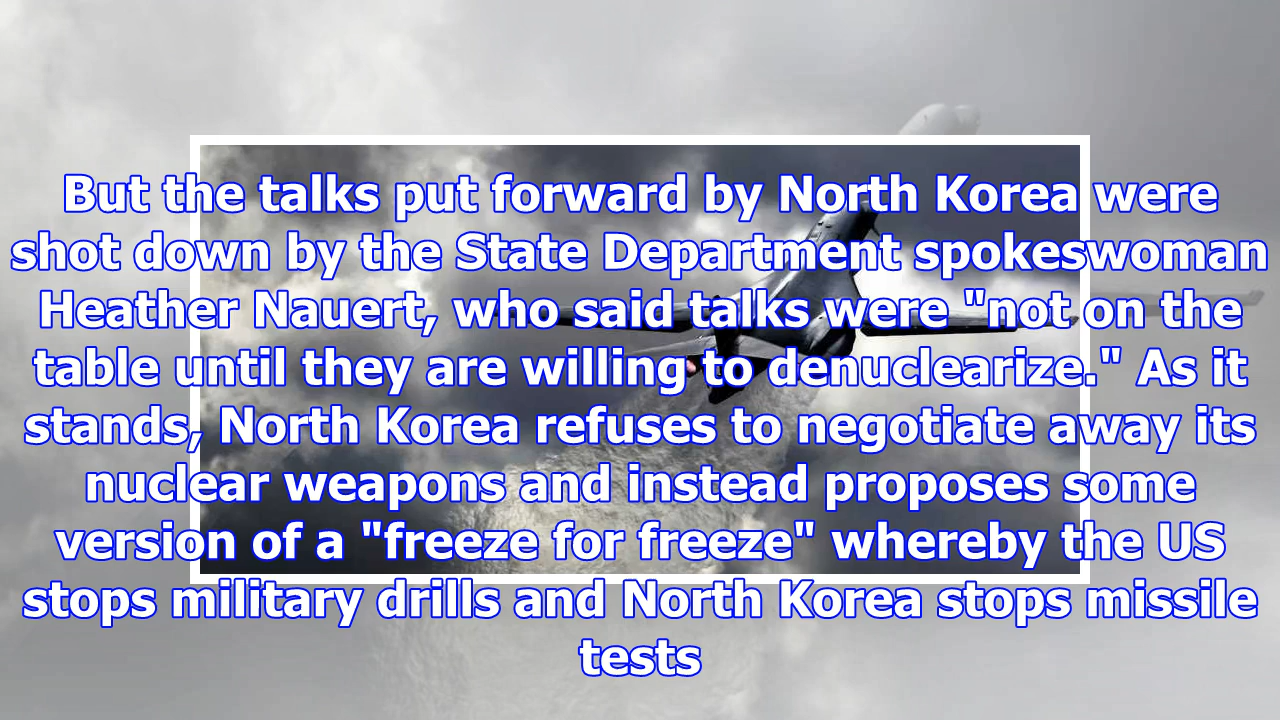 But the talks put forward by North Korea were
shot down by the State Department spokeswoman
Heather Nauert, who said talks were "not on the
table until they are willing to denuclearize." As it
stands, North Korea refuses to negotiate away its
nuclear weapons and instead proposes some
version of a "freeze for freeze" whereby the US
stops military drills and North Korea stops missile
tests